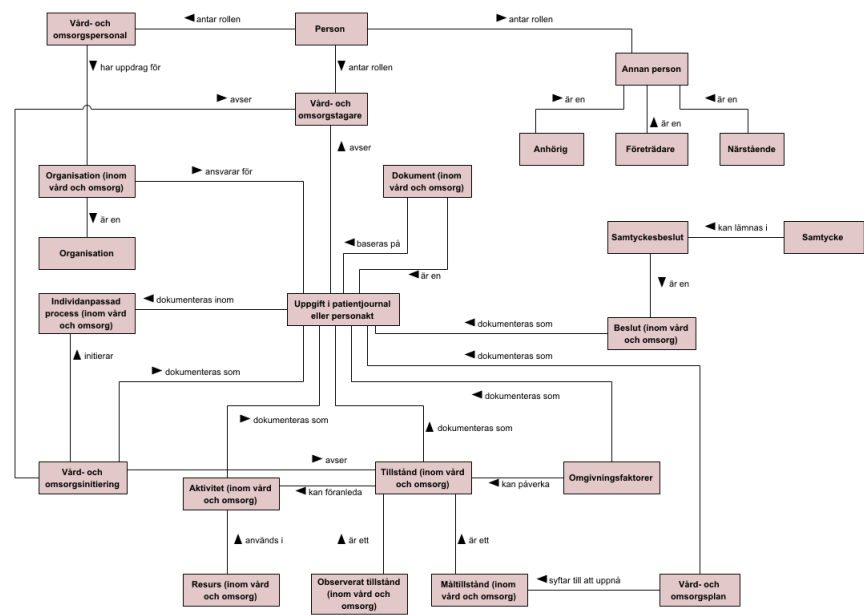 Vård- och
omsorgspersonal
antar rollen
Person
antar rollen
har uppdrag för
antar rollen
Annan person
avser
Vård- och
omsorgstagare
är en
är en
är en
Anhörig
Företrädare
Närstående
avser
Organisation (inom
vård och omsorg)
ansvarar för
Dokument (inom
vård och omsorg)
är en
Organisation
baseras på
är en
Samtyckesbeslut
kan lämnas i
Samtycke
är en
Individanpassad
process (inom vård
och omsorg)
dokumenteras inom
Uppgift i patientjournal
eller personakt
dokumenteras som
Beslut (inom vård
och omsorg)
initierar
dokumenteras som
dokumenteras som
dokumenteras som
dokumenteras som
dokumenteras som
Vård- och
omsorgsinitiering
avser
Aktivitet (inom vård
och omsorg)
kan föranleda
Tillstånd (inom vård
och omsorg)
kan påverka
Omgivningsfaktorer
används i
är ett
är ett
Resurs (inom vård
och omsorg)
Observerat tillstånd
(inom vård och
omsorg)
Måltillstånd (inom
vård och omsorg)
syftar till att uppnå
Vård- och
omsorgsplan